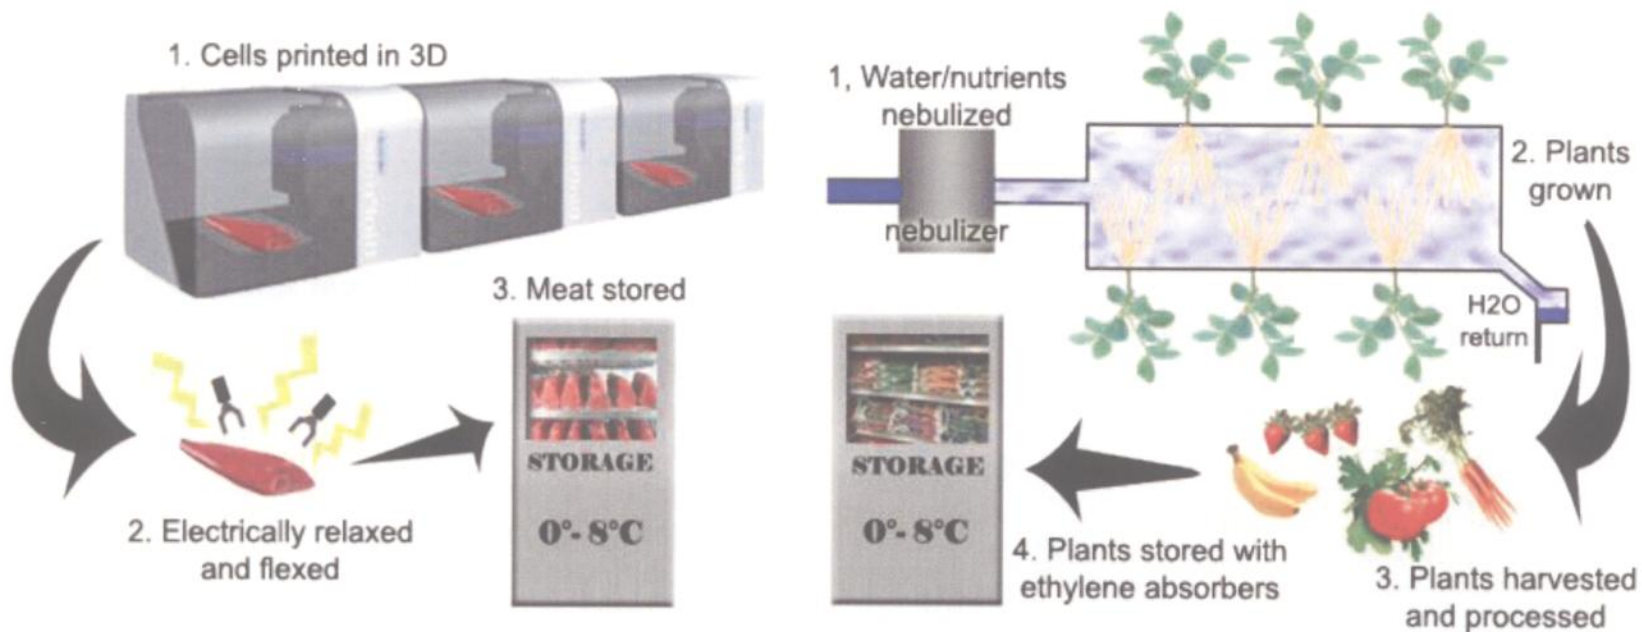 1. Cells printed in 3D
3. Meat stored
STORAGE
0°- 8°C
2. Electrically relaxed
and flexed
1, Water/nutrients
nebulized
nebulizer
2. Plants
grown
H2O
return
STORAGE
0°- 8°C
4. Plants stored with
ethylene absorbers
3. Plants harvested
and processed